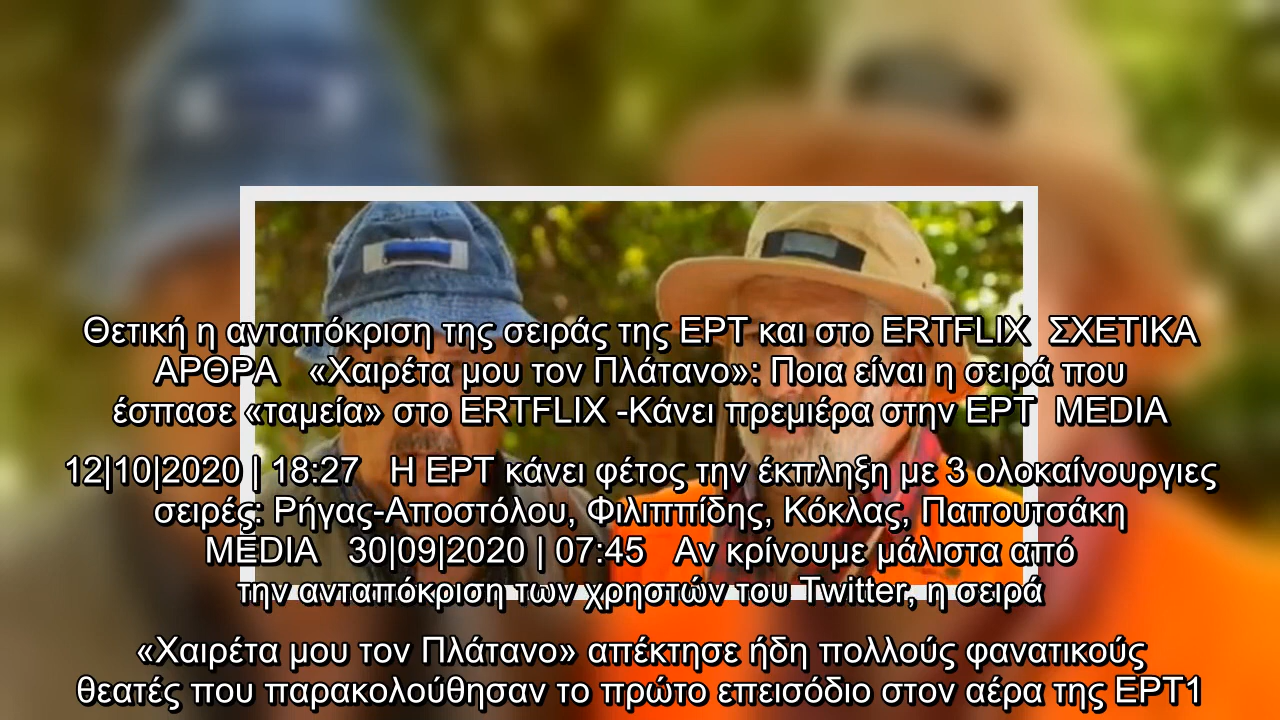 Θετική η ανταπόκριση της σειράς της ΕΡΤ και στο ERTFLIX  ΣΧΕΤΙΚΑ
ΑΡΘΡΑ   «Χαιρέτα μου τον Πλάτανο»: Ποια είναι η σειρά που
έσπασε «ταμεία» στο ERTFLIX -Κάνει πρεμιέρα στην ΕΡΤ  MEDIA
12|10|2020 | 18:27   Η ΕΡΤ κάνει φέτος την έκπληξη με 3 ολοκαίνουργιες
σειρές: Ρήγας-Αποστόλου, Φιλιππίδης, Κόκλας, Παπουτσάκη
MEDIA   30|09|2020 | 07:45   Αν κρίνουμε μάλιστα από
την ανταπόκριση των χρηστών του Twitter, η σειρά
«Χαιρέτα μου τον Πλάτανο» απέκτησε ήδη πολλούς φανατικούς
θεατές που παρακολούθησαν το πρώτο επεισόδιο στον αέρα της ΕΡΤ1